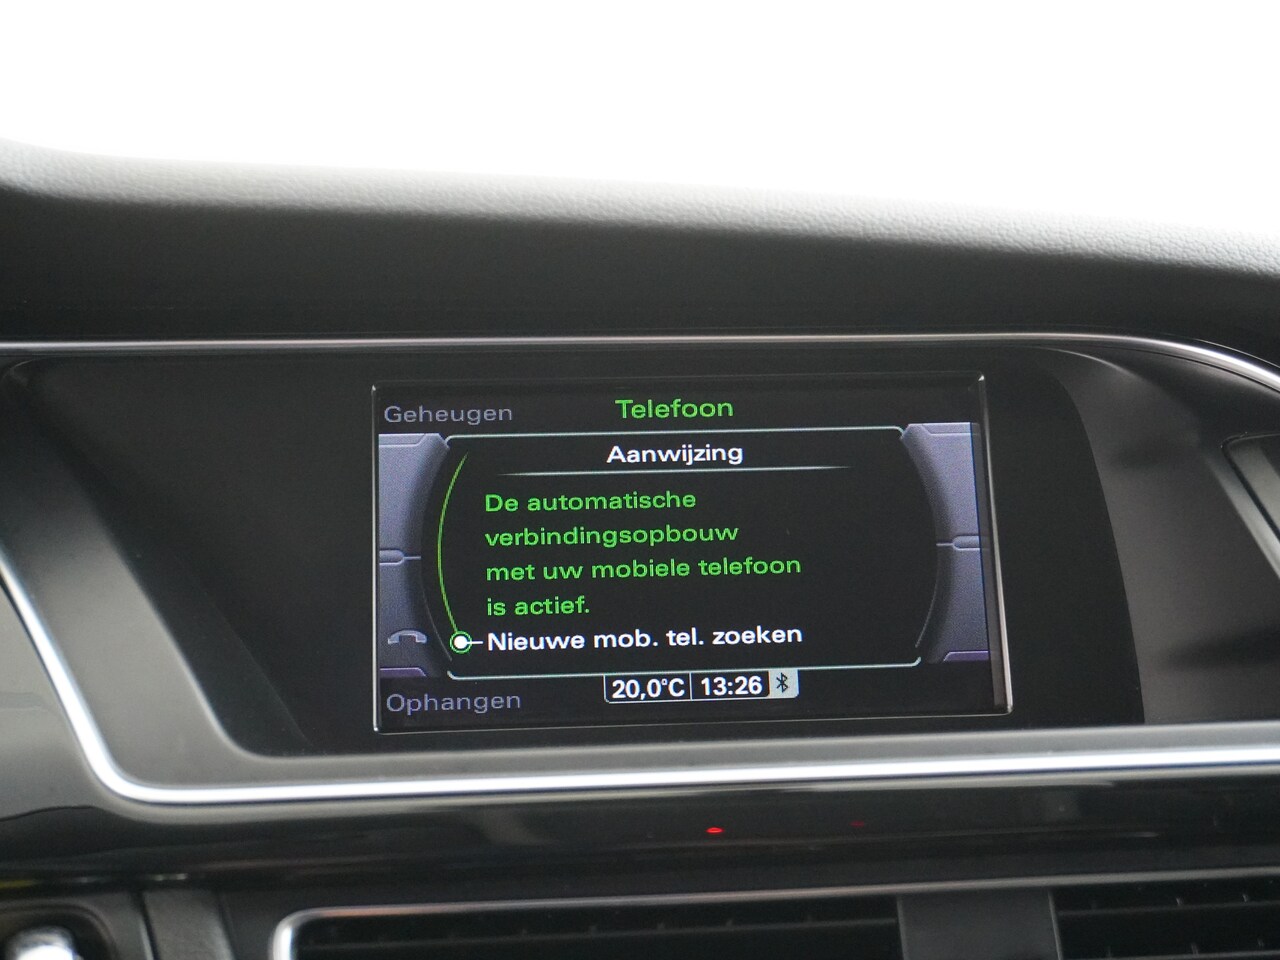 Geheugen
Telefoon
Aanwijzing
De automatische
verbindingsopbouw
met uw mobiele telefoon
is actief.
Nieuwe mob. tel. zoeken
Ophangen
20,0°C 13:26